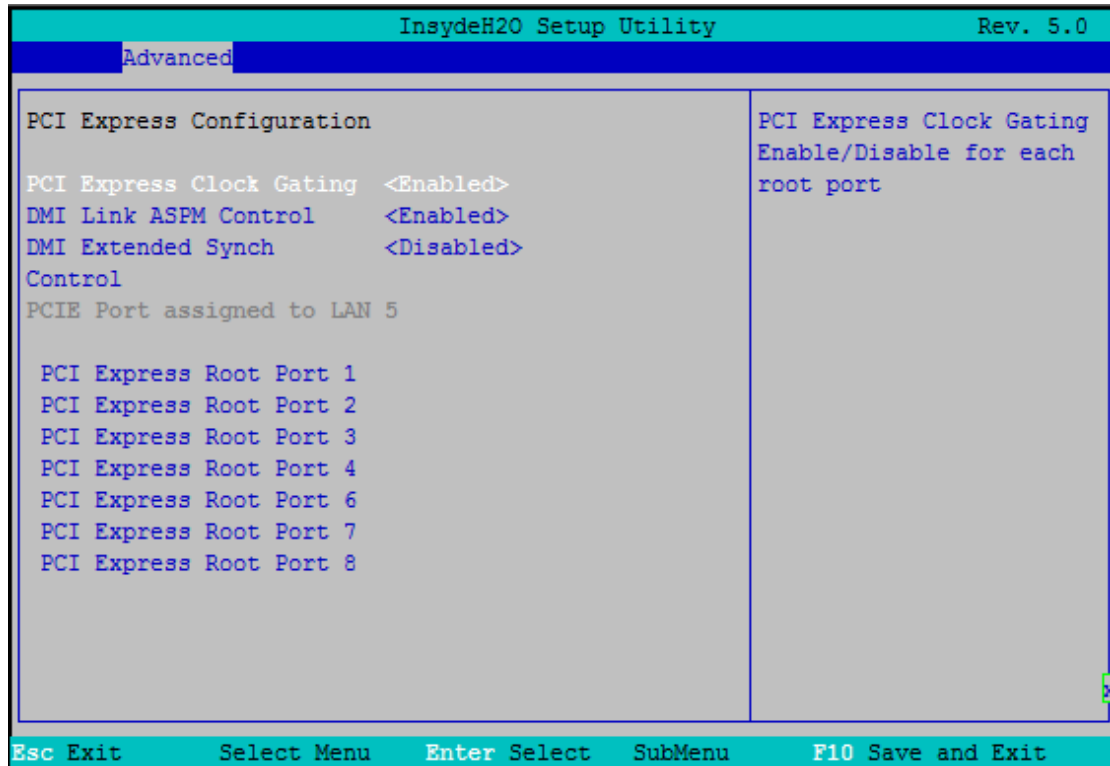 InsydeH2O Setup Utility Rev. 5.0
Advanced
PCI Express Configuration
PCI Express Clock Gating <Enabled>
DMI Link ASPM Control <Enabled>
DMI Extended Synch <Disabled>
Control
PCIE Port assigned to LAN 5
PCI Express Root Port 1
PCI Express Root Port 2
PCI Express Root Port 3
PCI Express Root Port 4
PCI Express Root Port 6
PCI Express Root Port 7
PCI Express Root Port 8
PCI Express Clock Gating
Enable/Disable for each
root port
Esc Exit Select Menu Enter Select SubMenu F10 Save and Exit